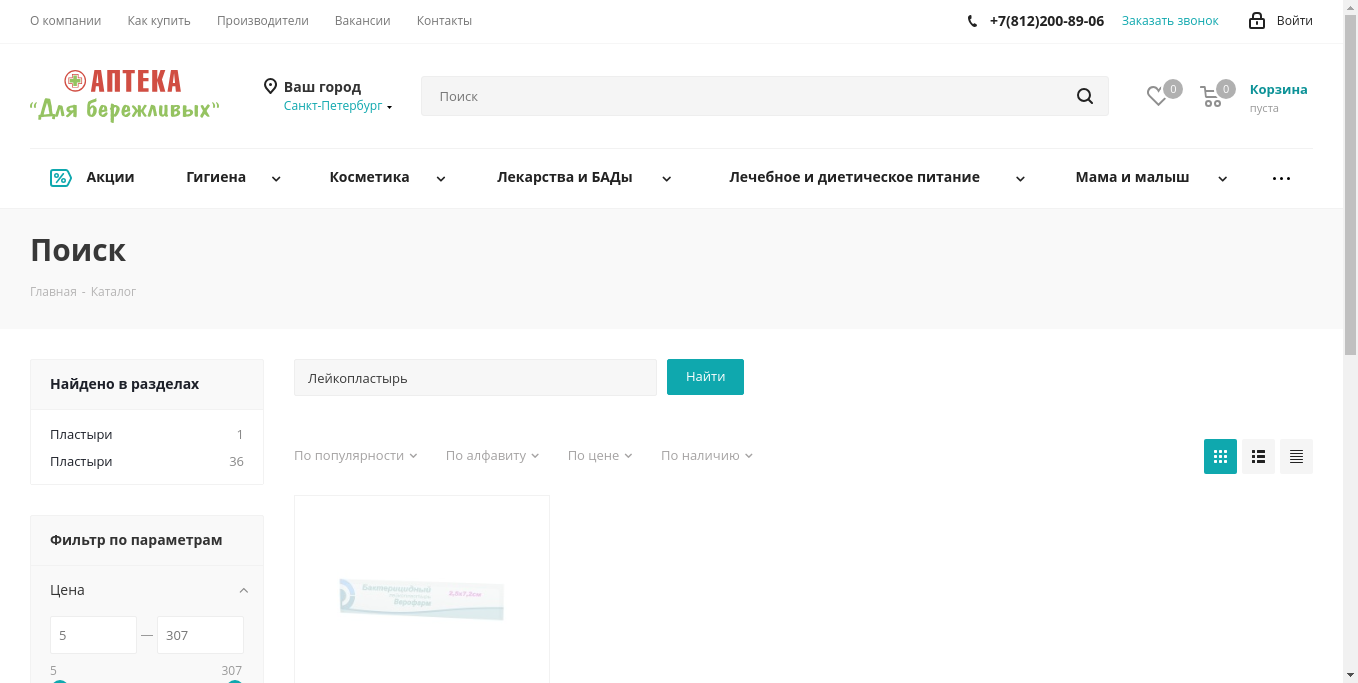 О компании Как купить Производители Вакансии Контакты +7(812)200-89-06 Заказать звонок Войти
АПТЕКА
“Для бережливых”
Ваш город
Санкт-Петербург
Поиск
0
0
Корзина
пуста
Акции Гигиена Косметика Лекарства и БАДы Лечебное и диетическое питание Мама и малыш
Поиск
Главная - Каталог
Найдено в разделах
Пластыри 1
Пластыри 36
Фильтр по параметрам
Цена
5 — 307
5 307
Лейкопластырь Найти
По популярности По алфавиту По цене По наличию
Бактерицидный
Верофарм